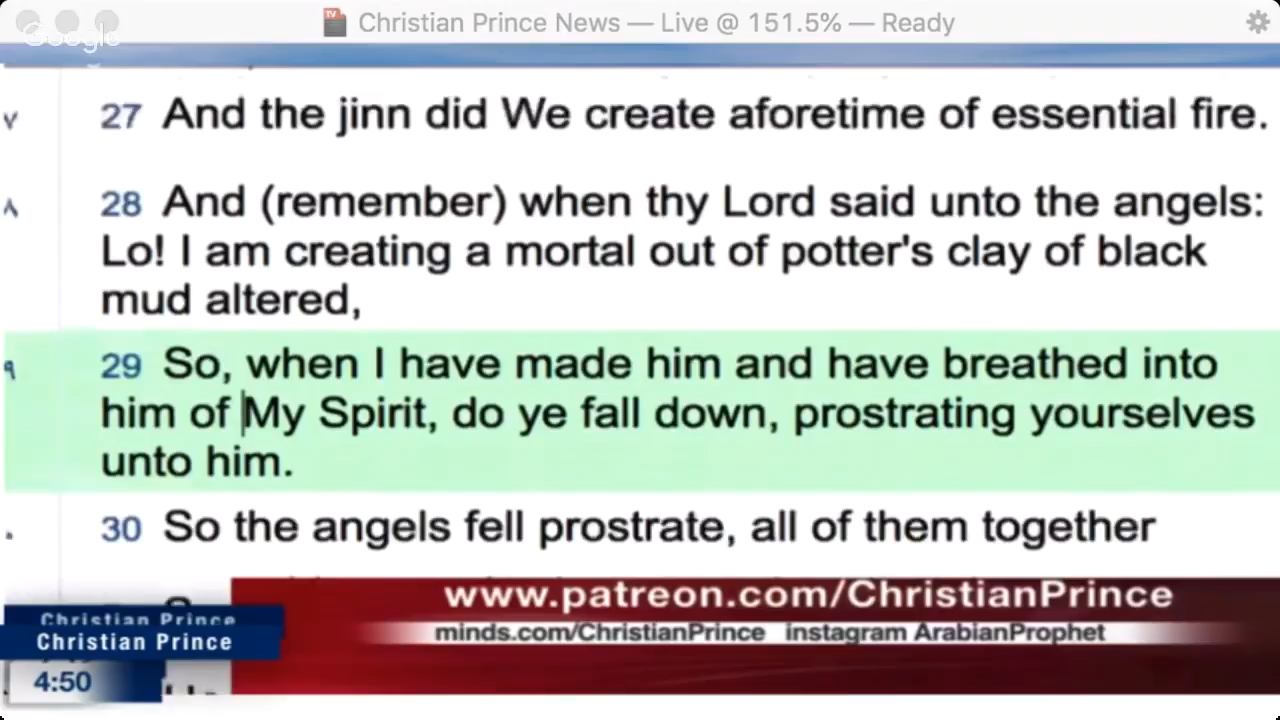 Christian Prince News — Live @ 151.5% — Ready
Google
27 And the jinn did We create aforetime of essential fire.
28 And (remember) when thy Lord said unto the angels:
Lo! I am creating a mortal out of potter's clay of black
mud altered,
29 So, when I have made him and have breathed into
him of My Spirit, do ye fall down, prostrating yourselves
unto him.
30 So the angels fell prostrate, all of them together
www.patreon.com/ChristianPrince
minds.com/ChristianPrince instagram ArabianProphet
Christian Prince
Christian Prince
4:50